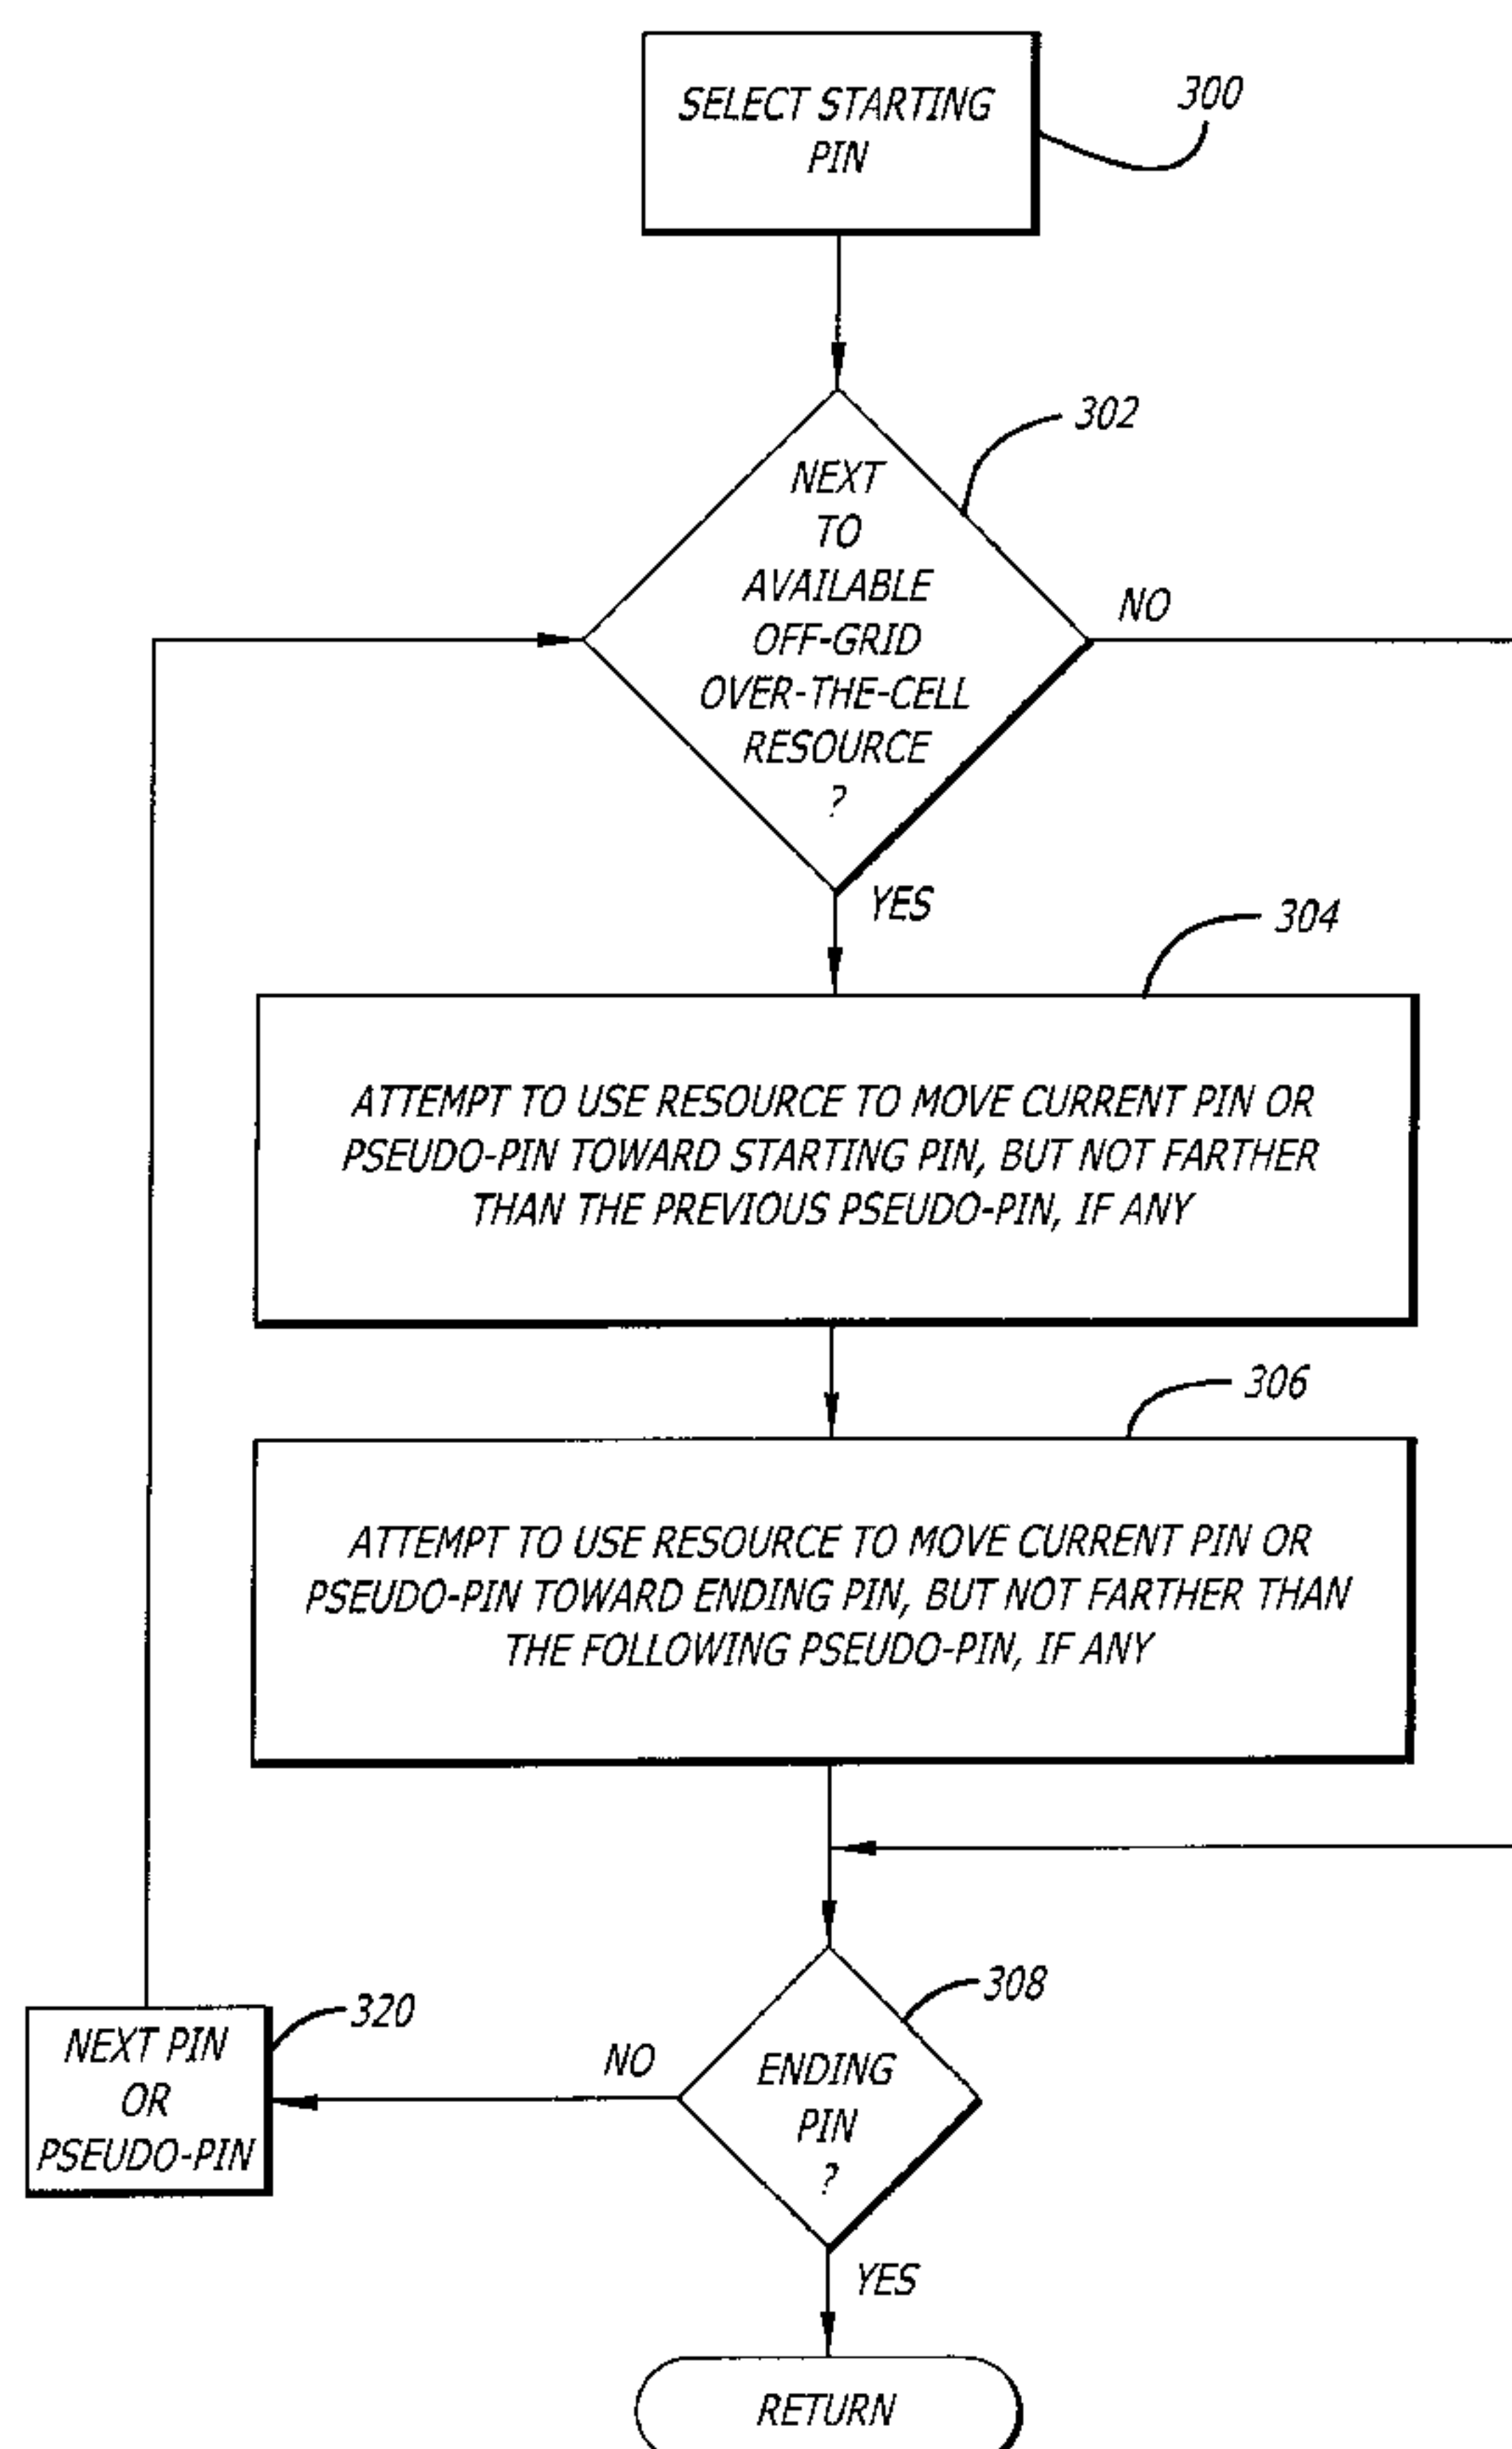 SELECT STARTING
PIN
300
302
NEXT
TO
AVAILABLE
OFF-GRID
OVER-THE-CELL
RESOURCE
?
NO
YES
304
ATTEMPT TO USE RESOURCE TO MOVE CURRENT PIN OR
PSEUDO-PIN TOWARD STARTING PIN, BUT NOT FARTHER
THAN THE PREVIOUS PSEUDO-PIN, IF ANY
306
ATTEMPT TO USE RESOURCE TO MOVE CURRENT PIN OR
PSEUDO-PIN TOWARD ENDING PIN, BUT NOT FARTHER THAN
THE FOLLOWING PSEUDO-PIN, IF ANY
308
ENDING
PIN
?
NO
320
NEXT PIN
OR
PSEUDO-PIN
YES
RETURN